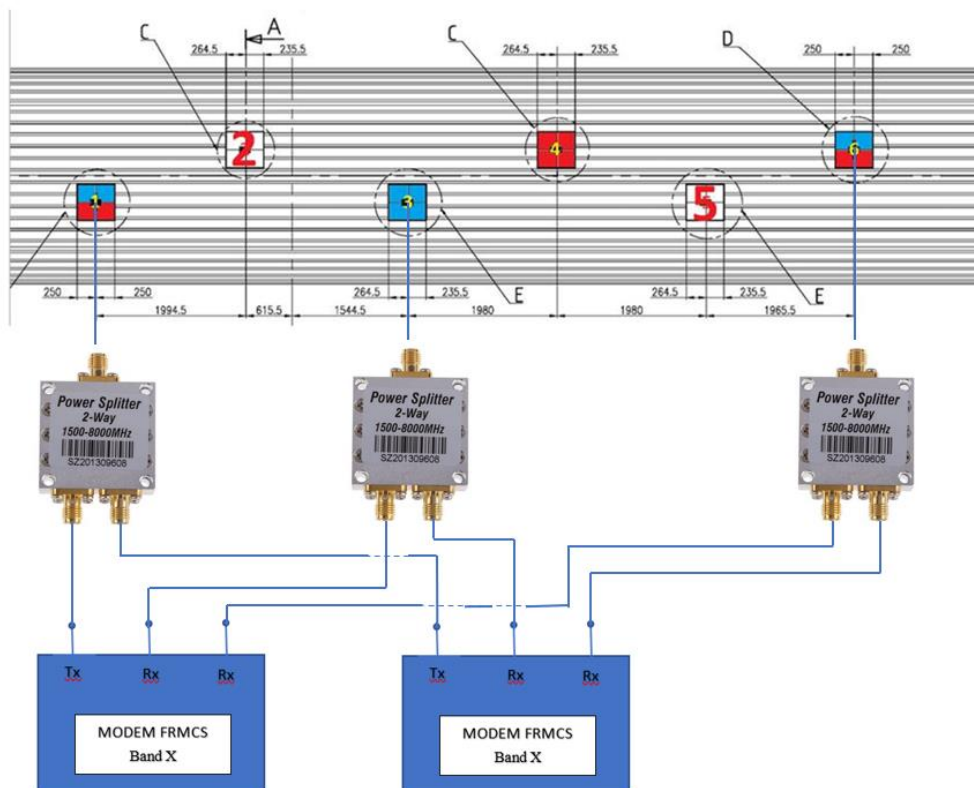 C
A
C
D
264.5
235.5
264.5
235.5
250
250
2
4
6
1
3
5
250
250
264.5
235.5
E
264.5
235.5
E
1994.5
615.5
1544.5
1980
1980
1965.5
Power Splitter
2-Way
1500-8000MHz
SZ201309608
Power Splitter
2-Way
1500-8000MHz
SZ201309608
Power Splitter
2-Way
1500-8000MHz
SZ201309608
Tx Rx Rx
MODEM FRMCS
Band X
Tx Rx Rx
MODEM FRMCS
Band X